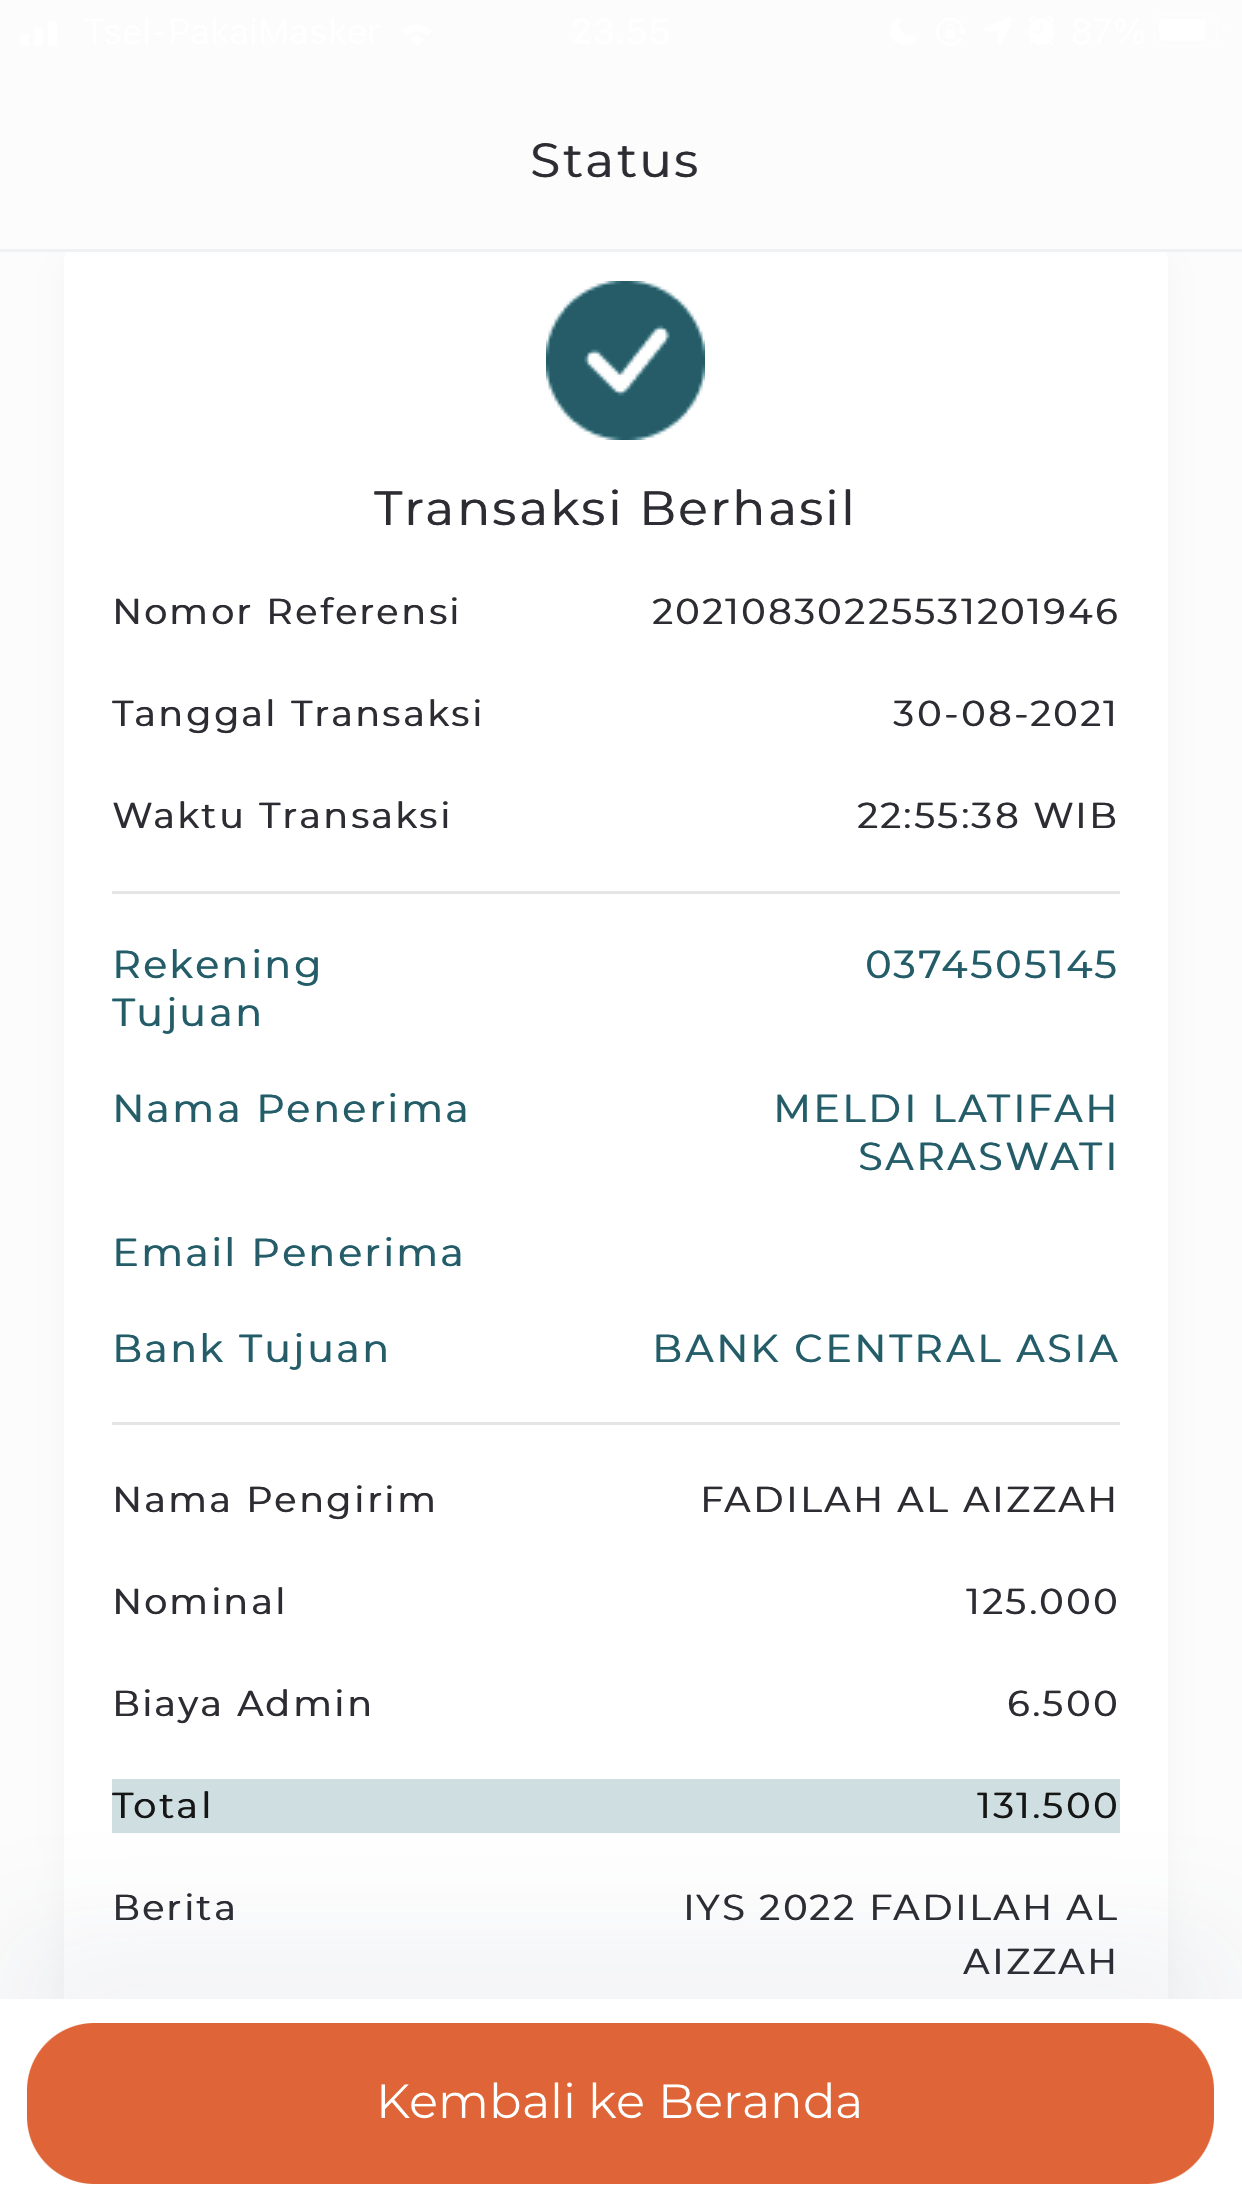 Tsel-PakaiMasker 23.55 87%
Status
Transaksi Berhasil
Nomor Referensi 20210830225531201946
Tanggal Transaksi 30-08-2021
Waktu Transaksi 22:55:38 WIB
Rekening 0374505145
Tujuan
Nama Penerima MELDI LATIFAH
SARASWATI
Email Penerima
Bank Tujuan BANK CENTRAL ASIA
Nama Pengirim FADILAH AL AIZZAH
Nominal 125.000
Biaya Admin 6.500
Total 131.500
Berita IYS 2022 FADILAH AL
AIZZAH
Kembali ke Beranda